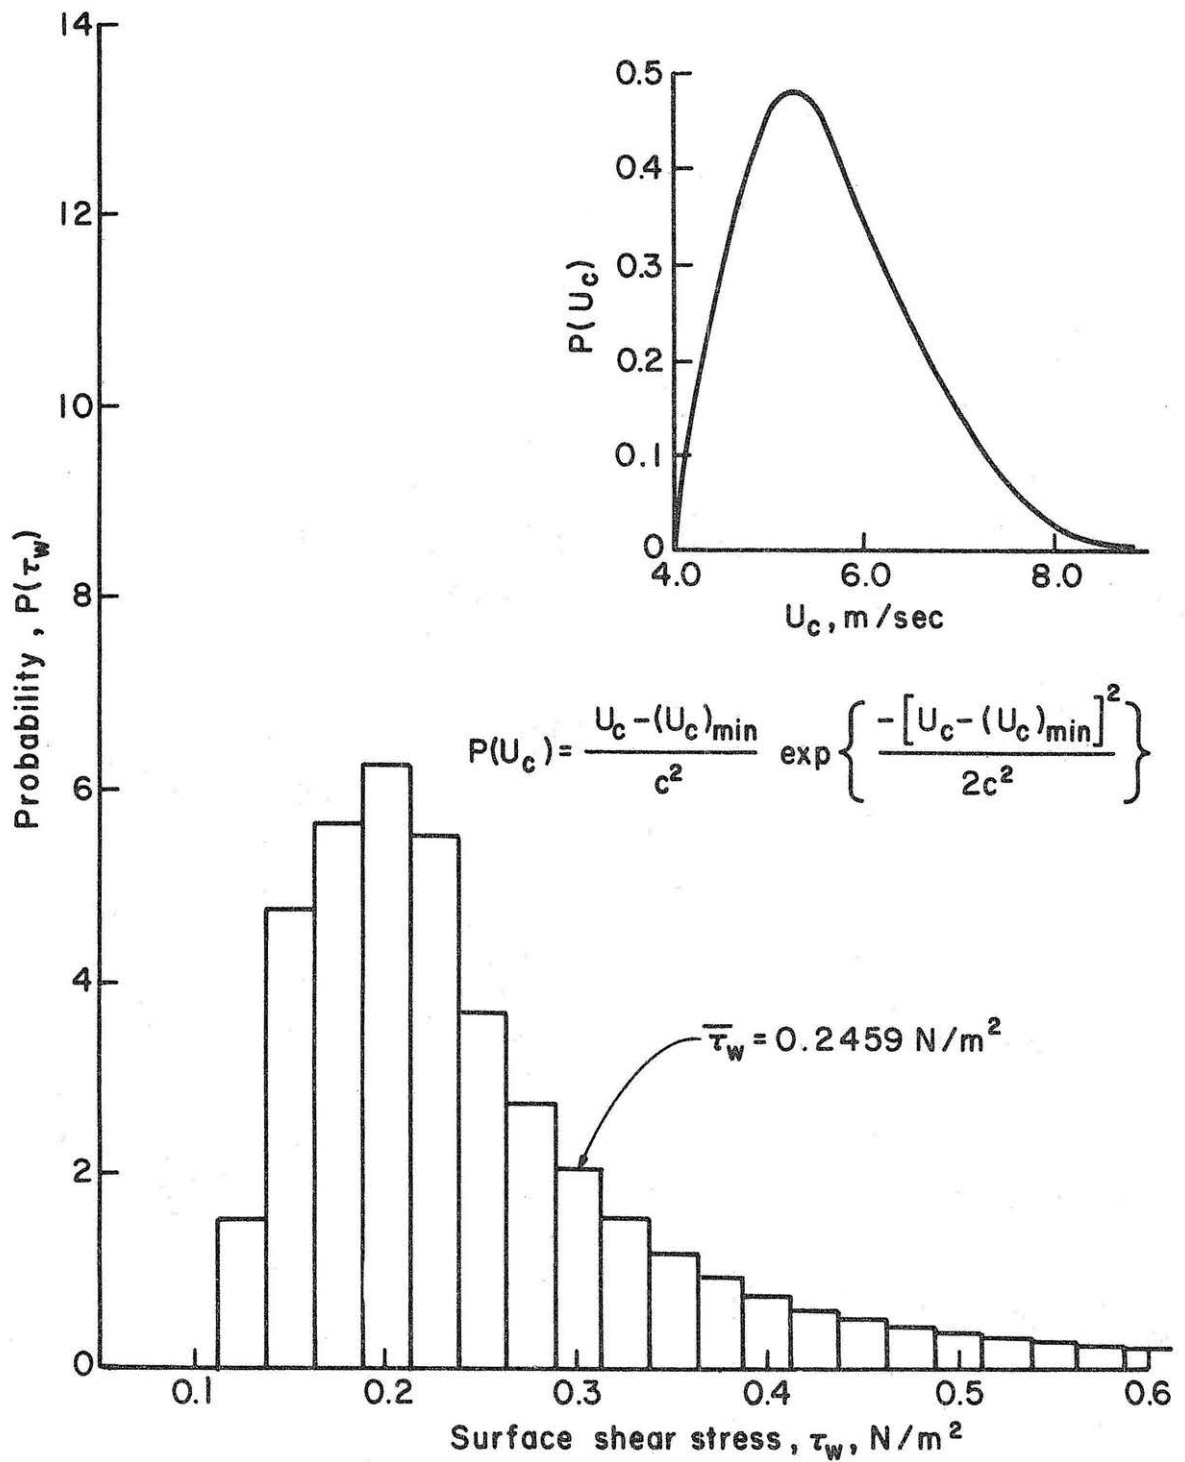 14
12
10
8
6
4
2
0
Probability, P(τw)
0.5
0.4
0.3
0.2
0.1
0
P(Uc)
4.0 6.0 8.0
Uc, m/sec
P(Uc) = Uc-(Uc)min / c² exp{ -[Uc-(Uc)min]² / 2c² }
τ̅w = 0.2459 N/m²
0.1 0.2 0.3 0.4 0.5 0.6
Surface shear stress, τw, N/m²